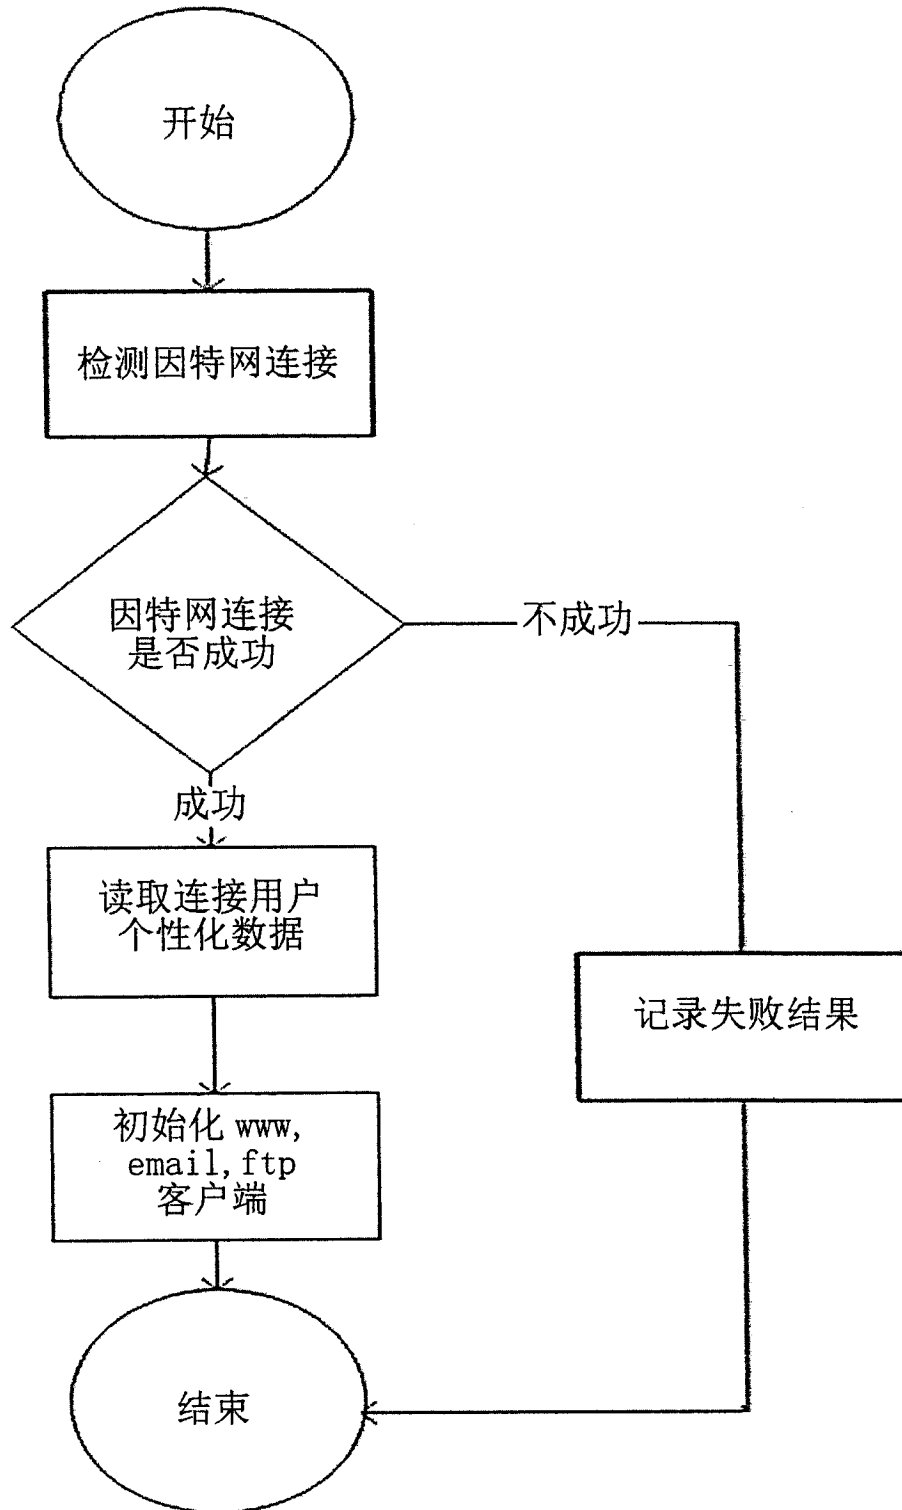 开始
检测因特网连接
因特网连接
是否成功
不成功
成功
读取连接用户
个性化数据
记录失败结果
初始化 www,
email,ftp
客户端
结束